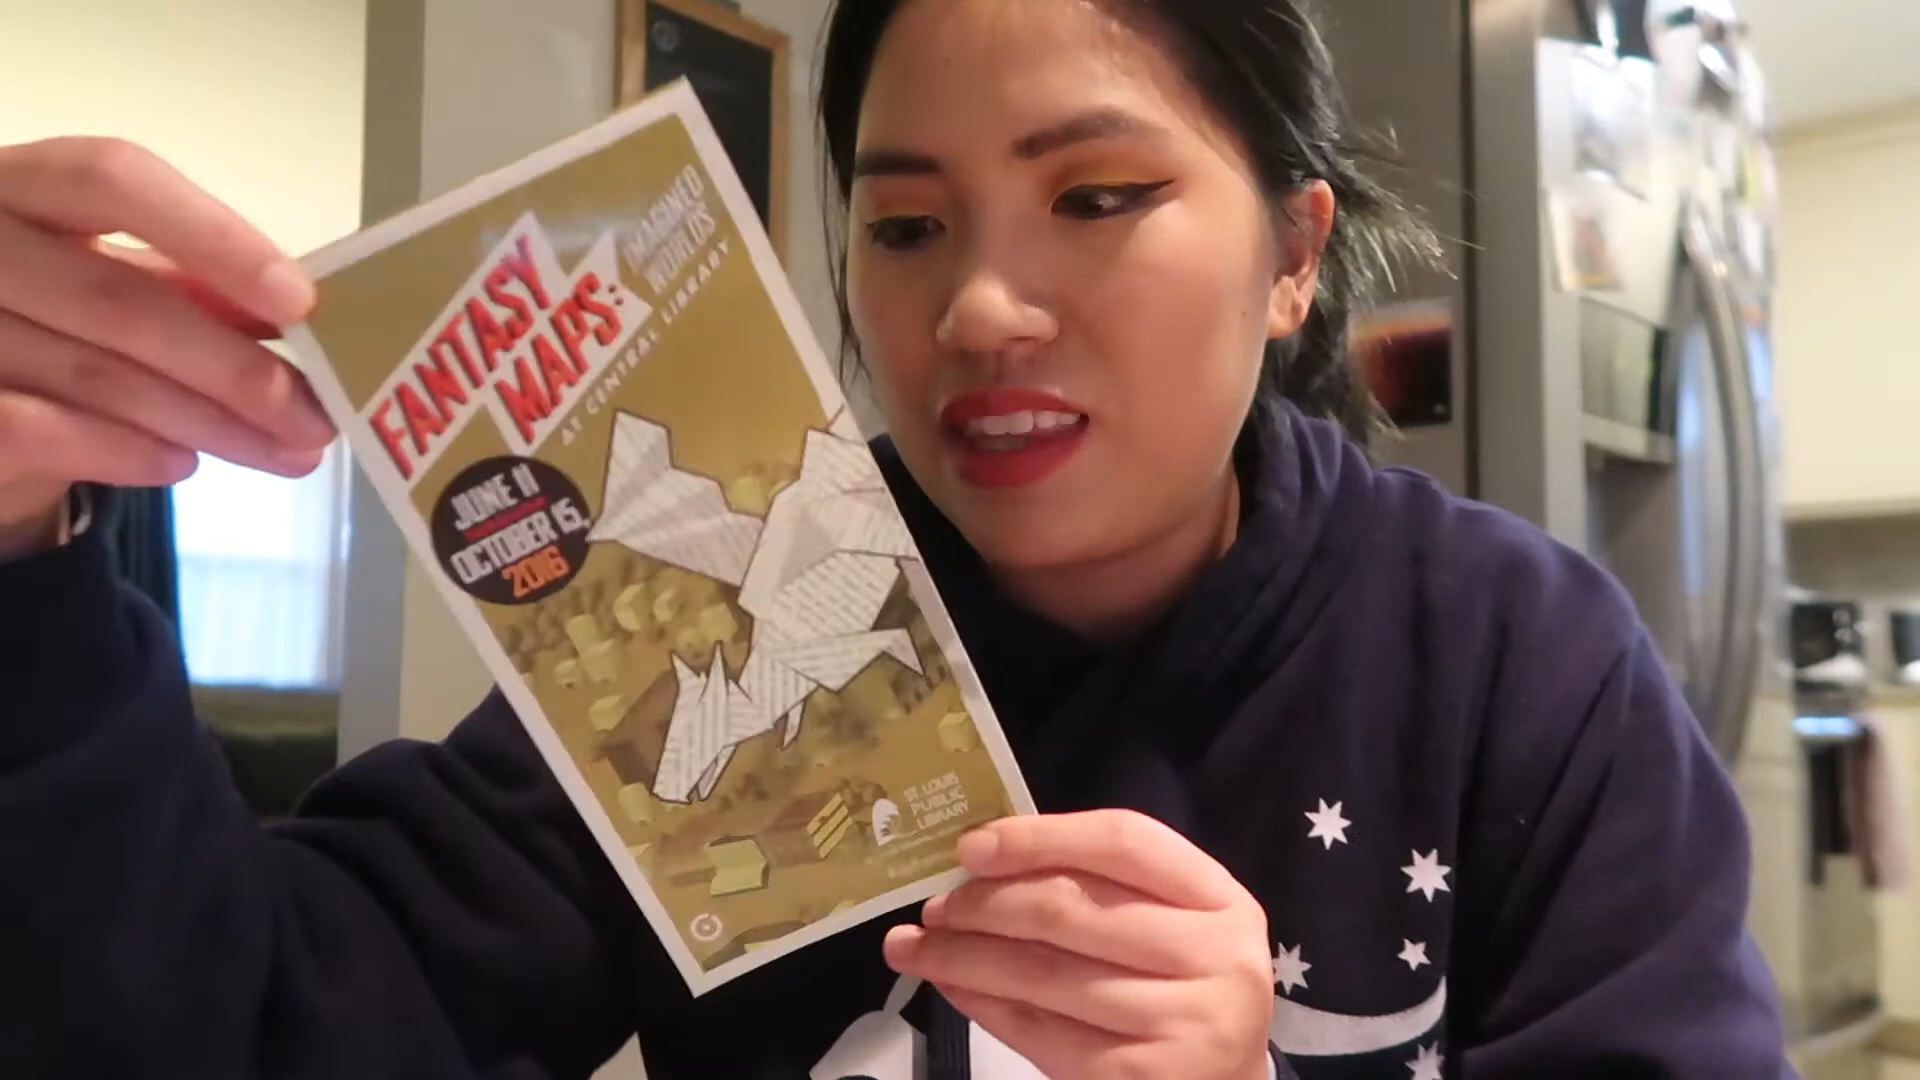 FANTASY
MAPS:
IMAGINED
WORLDS
AT CENTRAL LIBRARY
JUNE 11
OCTOBER 15,
2016
ST. LOUIS
PUBLIC
LIBRARY